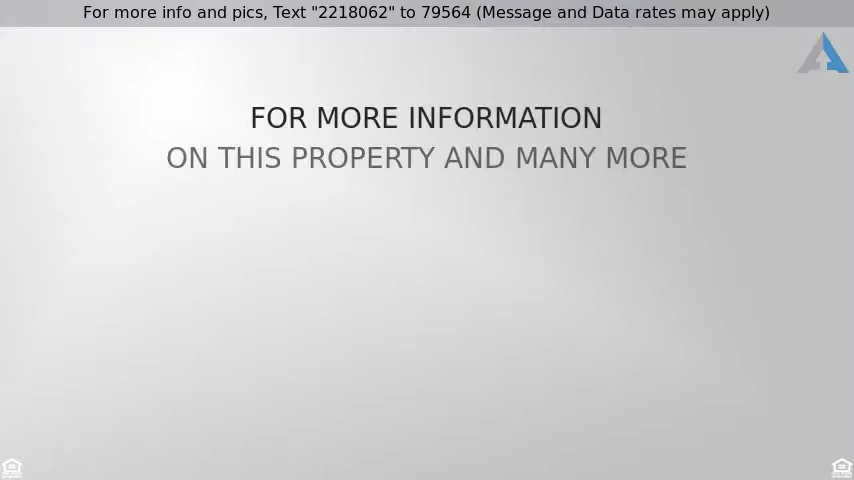 For more info and pics, Text "2218062" to 79564 (Message and Data rates may apply)
FOR MORE INFORMATION
ON THIS PROPERTY AND MANY MORE